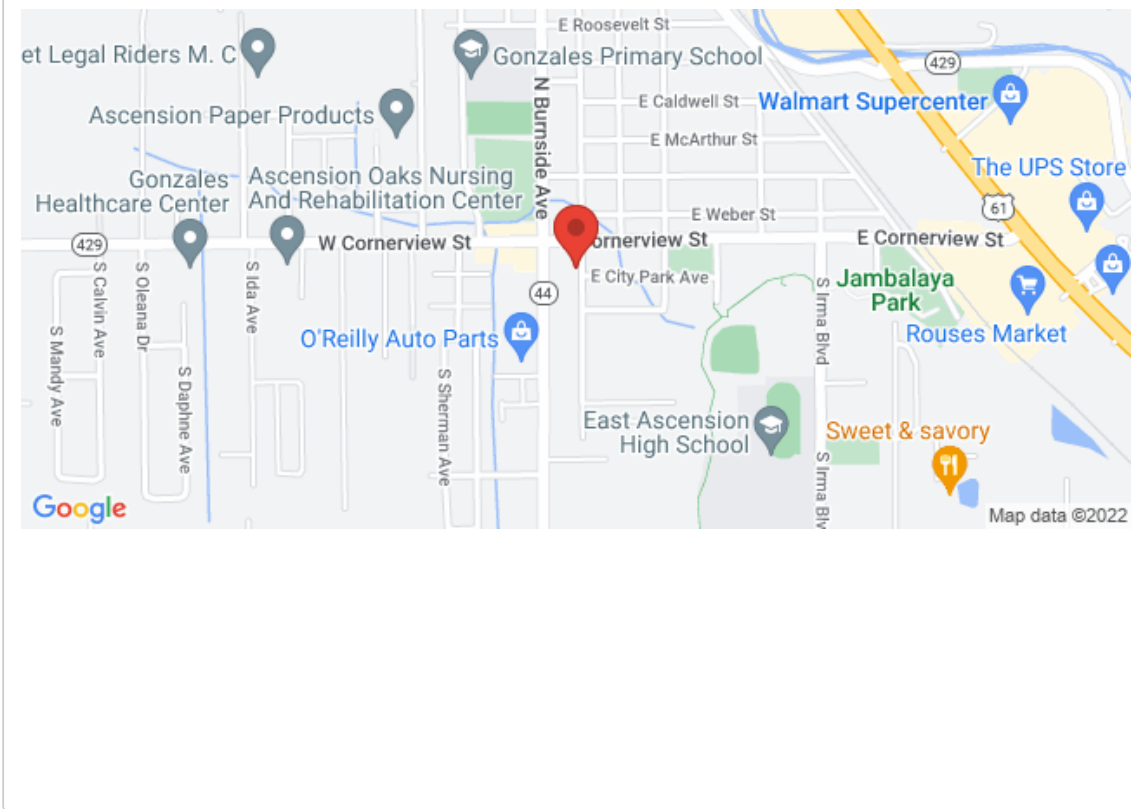 E Roosevelt St
et Legal Riders M. C
Gonzales Primary School
429
N Burnside Ave
E Caldwell St
Walmart Supercenter
Ascension Paper Products
E McArthur St
The UPS Store
Gonzales
Healthcare Center
Ascension Oaks Nursing
And Rehabilitation Center
61
E Weber St
429
W Cornerview St
ornerview St
E Cornerview St
S Calvin Ave
S Oleana Dr
S Ida Ave
E City Park Ave
44
S Irma Blvd
Jambalaya
Park
Rouses Market
O'Reilly Auto Parts
S Mandy Ave
S Daphne Ave
S Sherman Ave
East Ascension
High School
Sweet & savory
S Irma Blv
Google
Map data ©2022